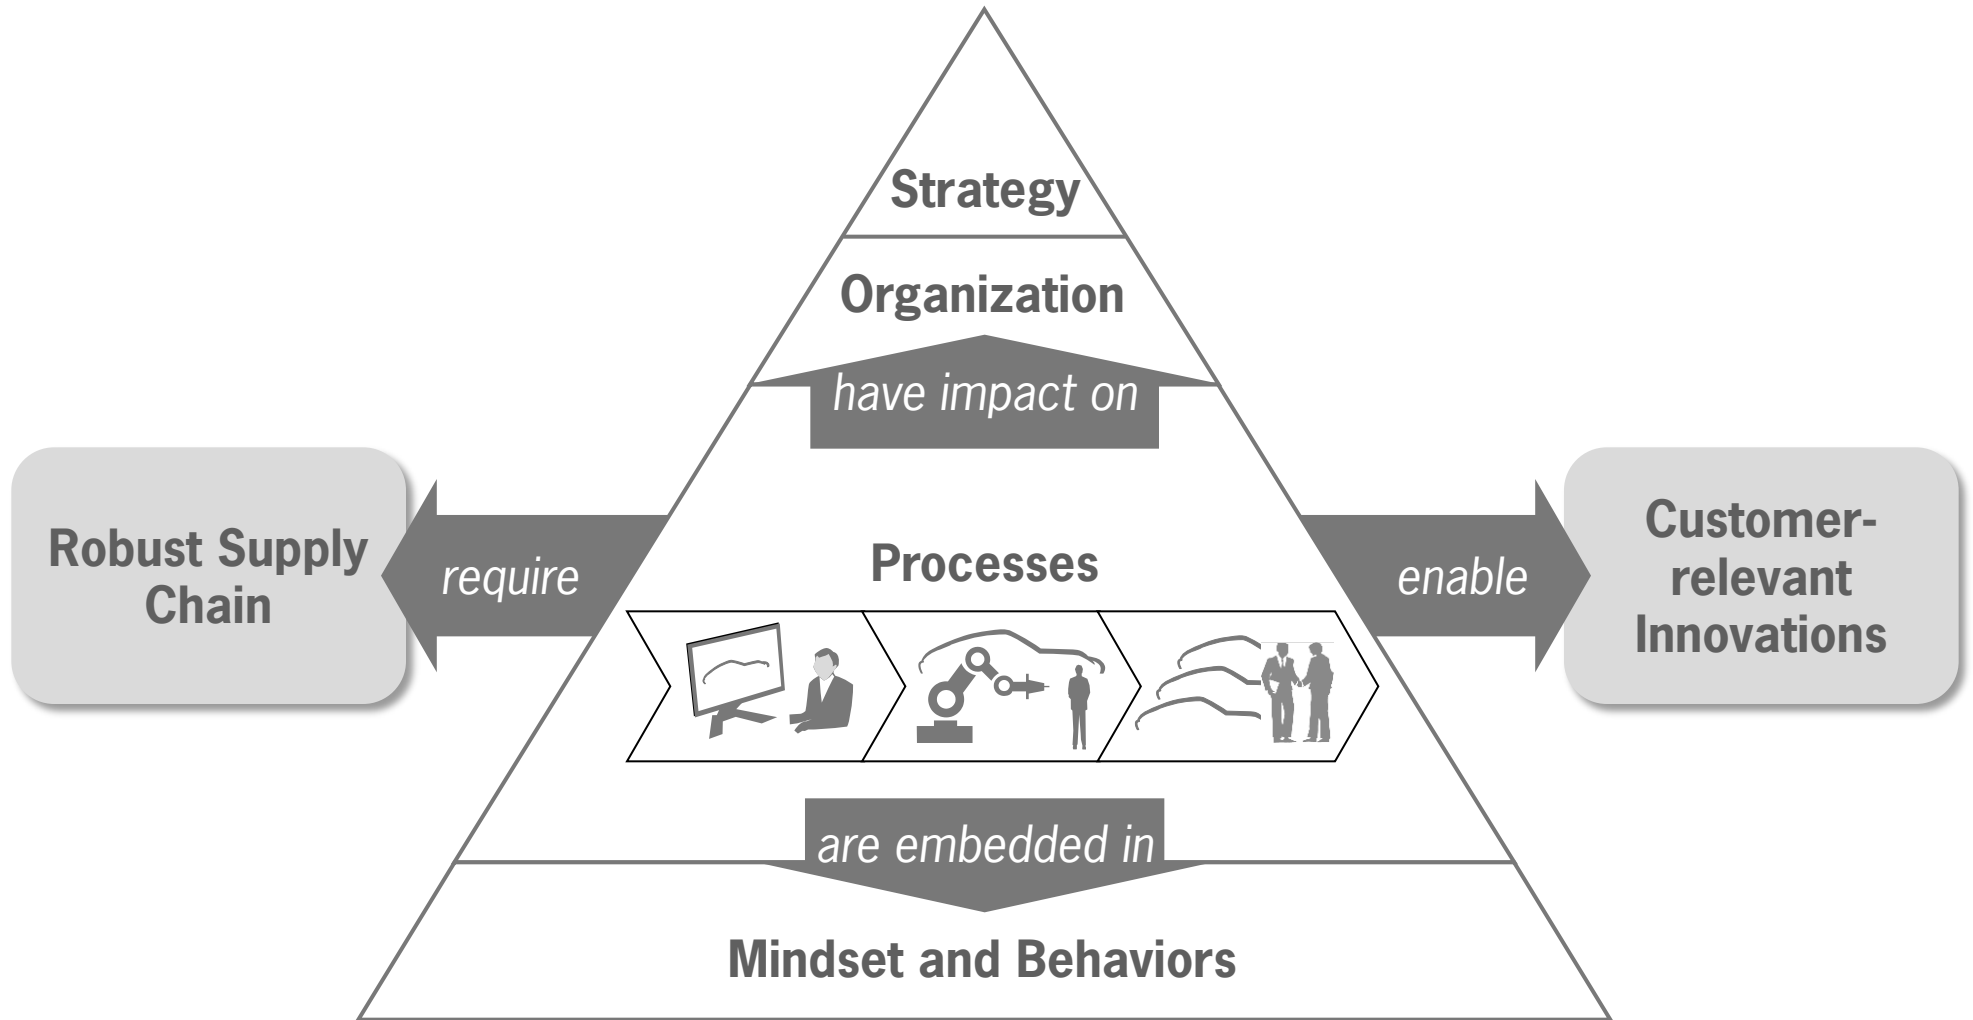 Strategy
Organization
have impact on
Robust Supply
Chain
require
Processes
enable
Customer-
relevant
Innovations
are embedded in
Mindset and Behaviors